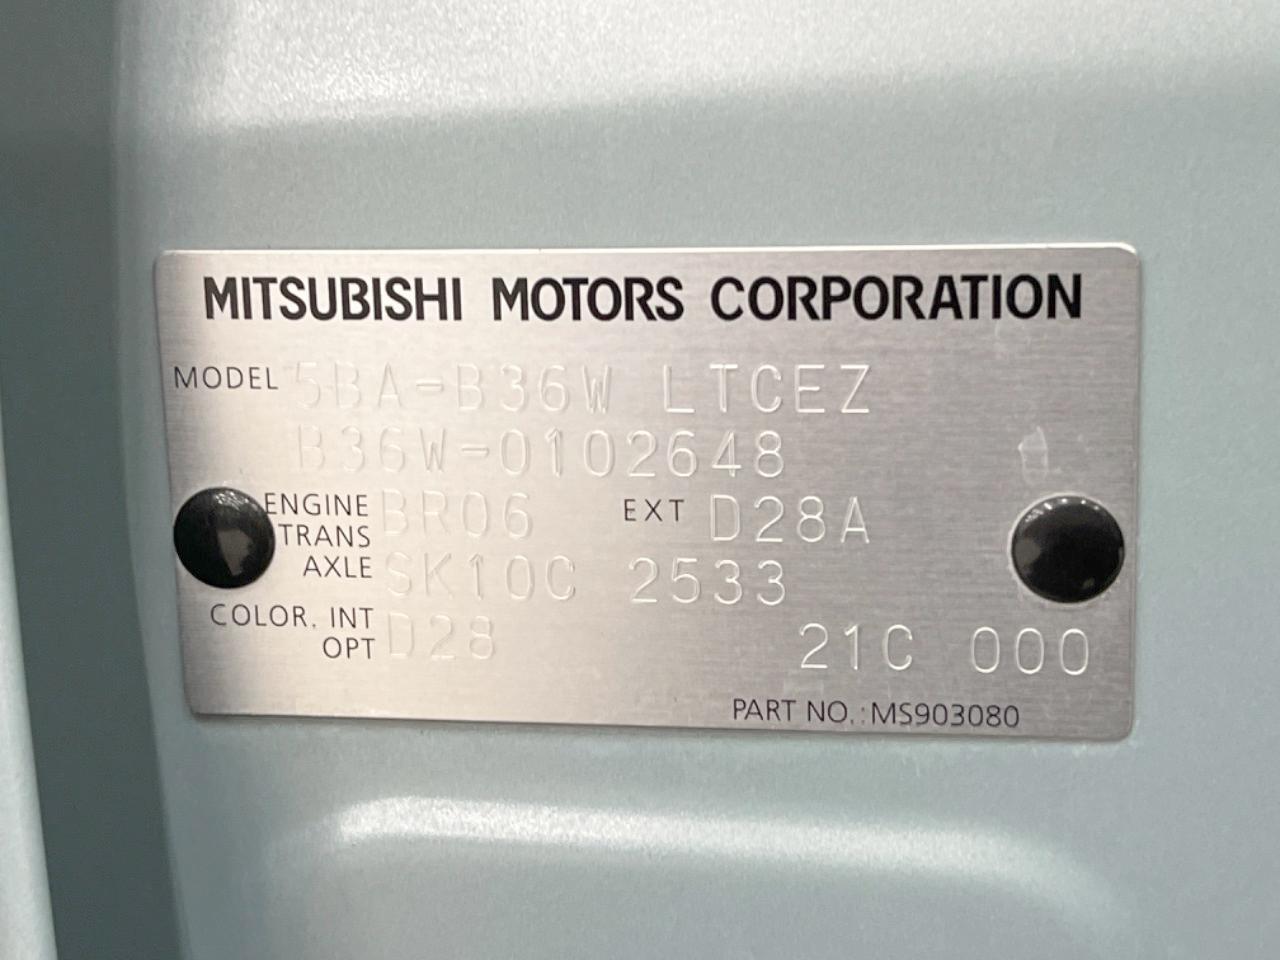 MITSUBISHI MOTORS CORPORATION
MODEL 5BA-B36W LTCEZ
B36W-0102648
ENGINE BR06 EXT D28A
TRANS
AXLE SK10C 2533
COLOR. INT D28
OPT 21C 000
PART NO.:MS903080